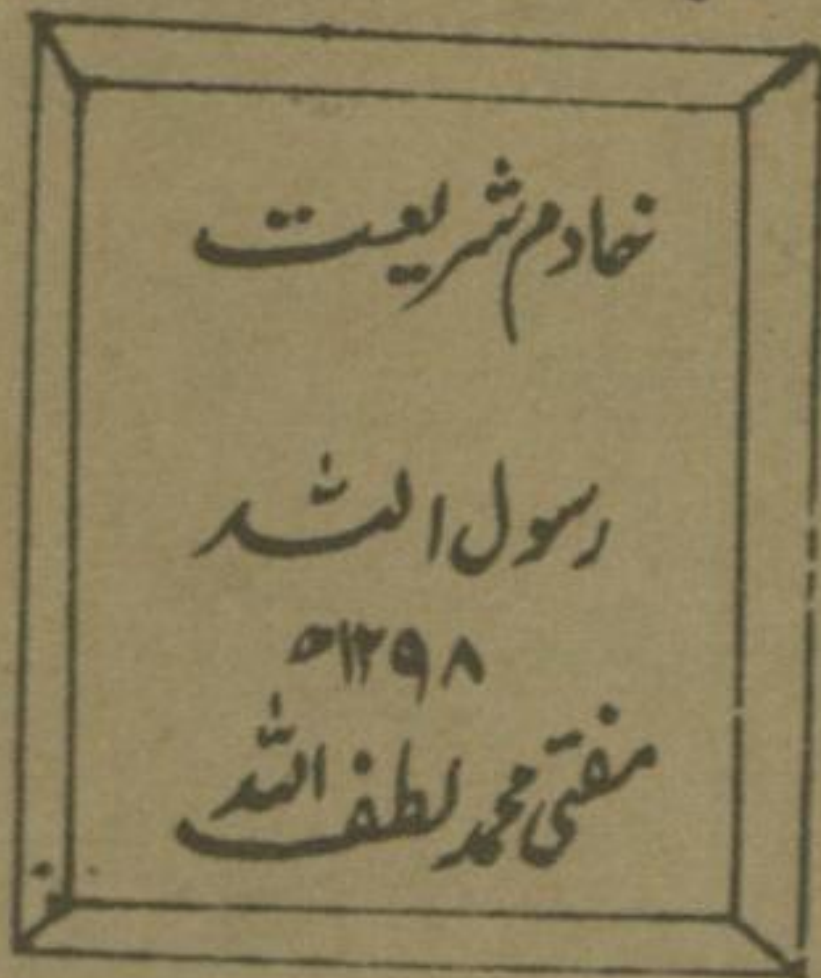 خادم شریعت
رسول اللہ
۱۲۹۸ھ
مفتی محمد لطف اللہ